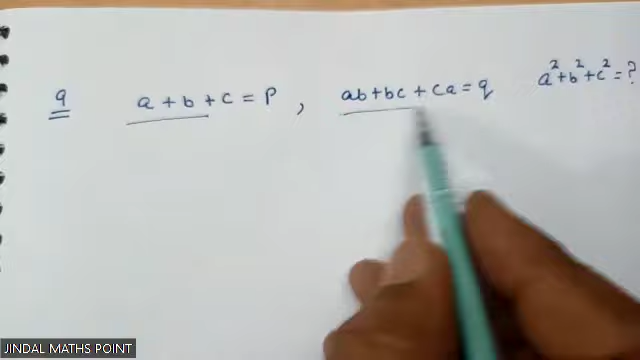 q a + b + c = p , ab+bc+ca=q a²+b²+c²=?
JINDAL MATHS POINT